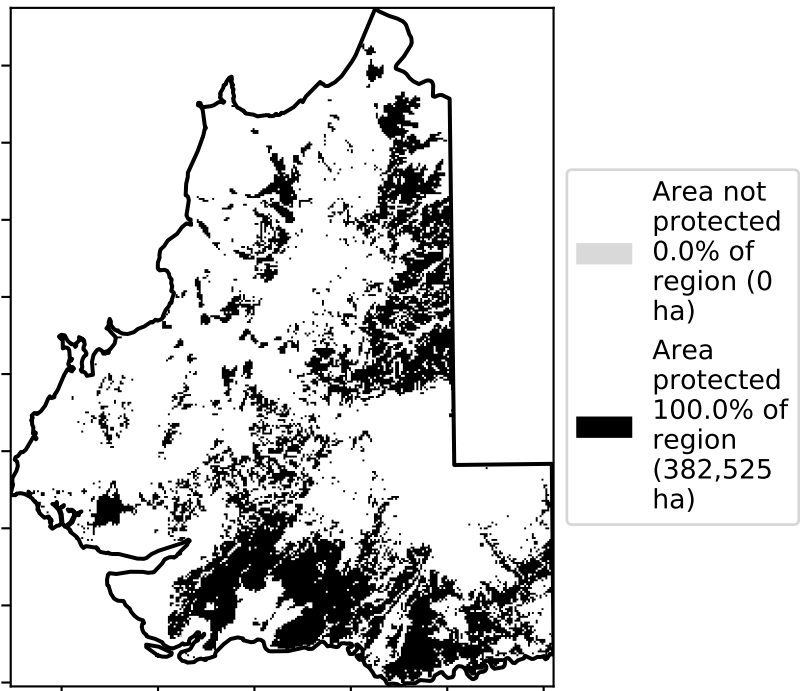 Area not
protected
0.0% of
region (0
ha)
Area
protected
100.0% of
region
(382,525
ha)